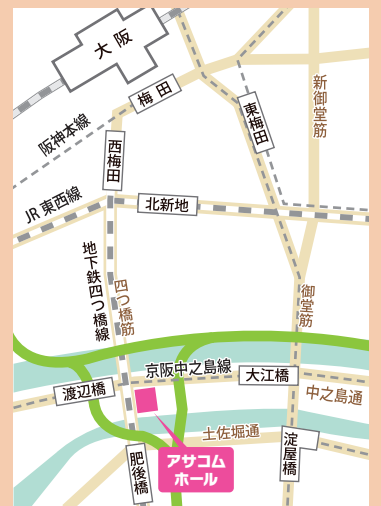 大阪
梅田
新御堂筋
東梅田
阪神本線
西梅田
JR東西線
北新地
地下鉄四つ橋線
四つ橋筋
御堂筋
京阪中之島線
大江橋
渡辺橋
中之島通
土佐堀通
淀屋橋
肥後橋
アサコム
ホール